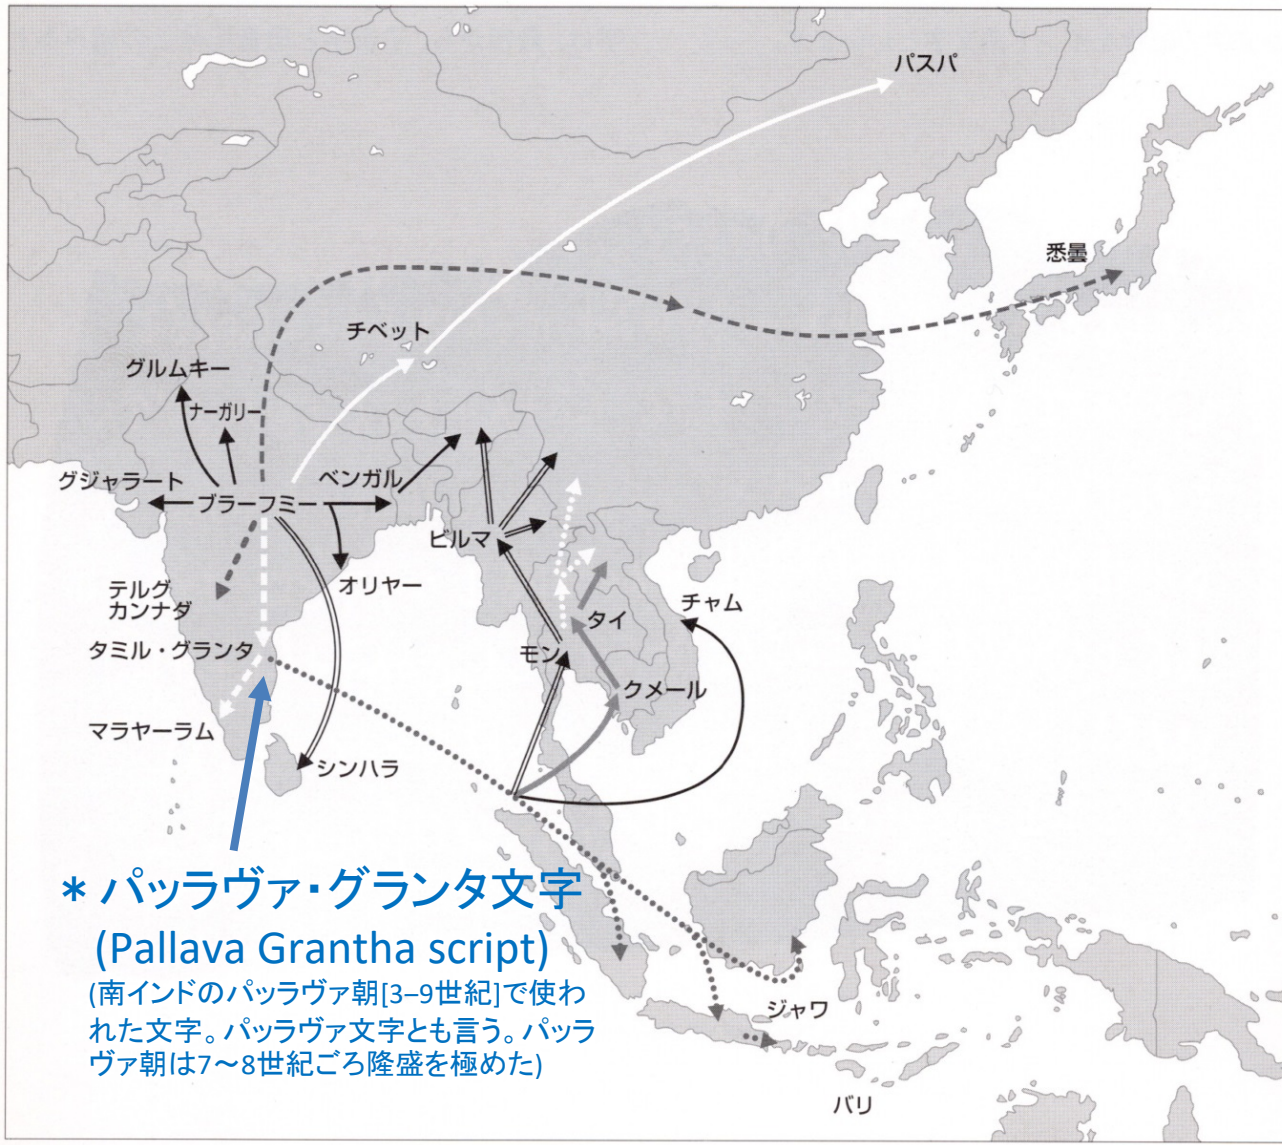 パスパ
悉曇
チベット
グルムキー
ナーガリー
グジャラート
ブラーフミー
ベンガル
ビルマ
オリヤー
テルグ
カンナダ
タイ
チャム
タミル・グランタ
モン
クメール
マラヤーラム
シンハラ
* パッラヴァ・グランタ文字
(Pallava Grantha script)
(南インドのパッラヴァ朝[3–9世紀]で使わ
れた文字。パッラヴァ文字とも言う。パッラ
ヴァ朝は7~8世紀ごろ隆盛を極めた)
ジャワ
バリ